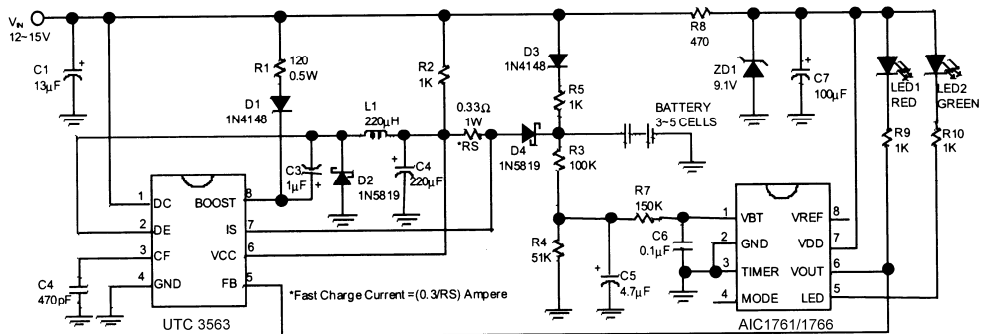 VIN
12~15V
C1
13µF
R1
120
0.5W
D1
1N4148
R2
1K
L1
220µH
0.33Ω
1W
*RS
D3
1N4148
R5
1K
D4
1N5819
R3
100K
BATTERY
3~5 CELLS
R8
470
ZD1
9.1V
C7
100µF
LED1
RED
LED2
GREEN
R9
1K
R10
1K
C3
1µF
D2
1N5819
C4
220µF
1 DC BOOST 8
2 DE IS 7
3 CF VCC 6
4 GND FB 5
UTC 3563
C4
470pF
*Fast Charge Current =(0.3/RS) Ampere
R4
51K
R7
150K
C6
0.1µF
C5
4.7µF
1 VBT VREF 8
2 GND VDD 7
3 TIMER VOUT 6
4 MODE LED 5
AIC1761/1766